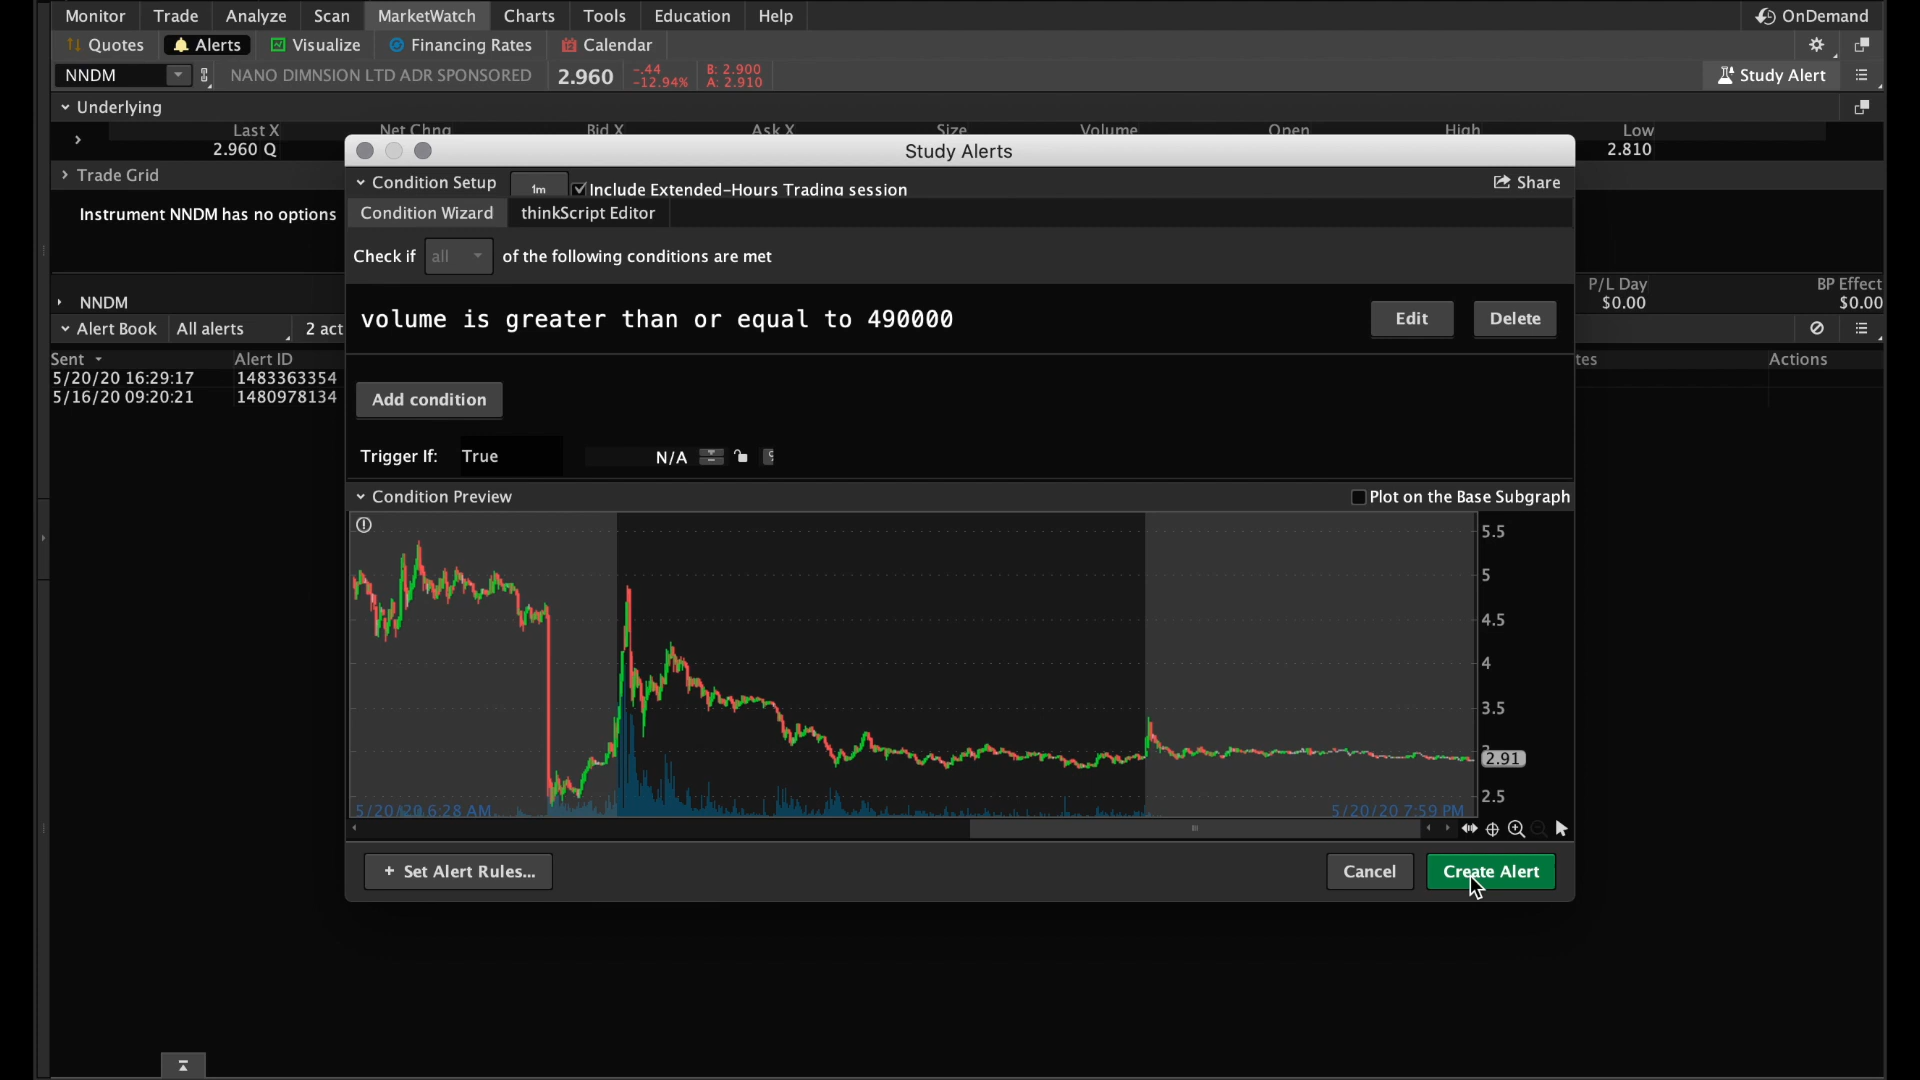 Monitor Trade Analyze Scan MarketWatch Charts Tools Education Help OnDemand
Quotes Alerts Visualize Financing Rates Calendar
NNDM NANO DIMNSION LTD ADR SPONSORED 2.960 -.44 -12.94% B: 2.900 A: 2.910 Study Alert
Underlying
Last X Net Chng Bid X Ask X Size Volume Open High Low
2.960 Q 2.810
Study Alerts
Trade Grid
Condition Setup 1m Include Extended-Hours Trading session Share
Instrument NNDM has no options
Condition Wizard thinkScript Editor
Check if all of the following conditions are met
P/L Day BP Effect
NNDM $0.00 $0.00
volume is greater than or equal to 490000 Edit Delete
Alert Book All alerts 2 act
Sent Alert ID tes Actions
5/20/20 16:29:17 1483363354
5/16/20 09:20:21 1480978134
Add condition
Trigger If: True N/A
Condition Preview Plot on the Base Subgraph
5.5
5
4.5
4
3.5
2.91
2.5
5/20/20 6:28 AM 5/20/20 7:59 PM
+ Set Alert Rules... Cancel Create Alert